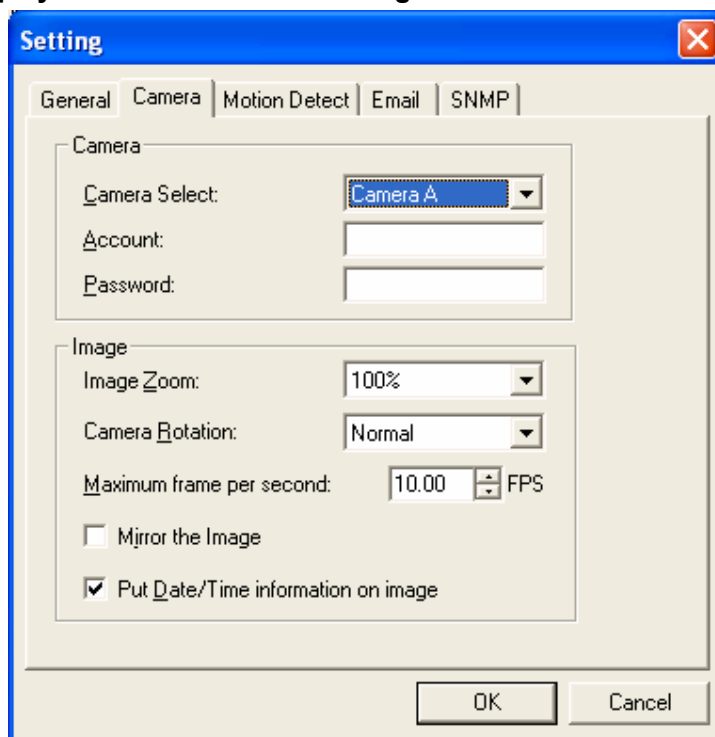 Setting
General Camera Motion Detect Email SNMP
Camera
Camera Select: Camera A
Account:
Password:
Image
Image Zoom: 100%
Camera Rotation: Normal
Maximum frame per second: 10.00 FPS
Mirror the Image
Put Date/Time information on image
OK Cancel